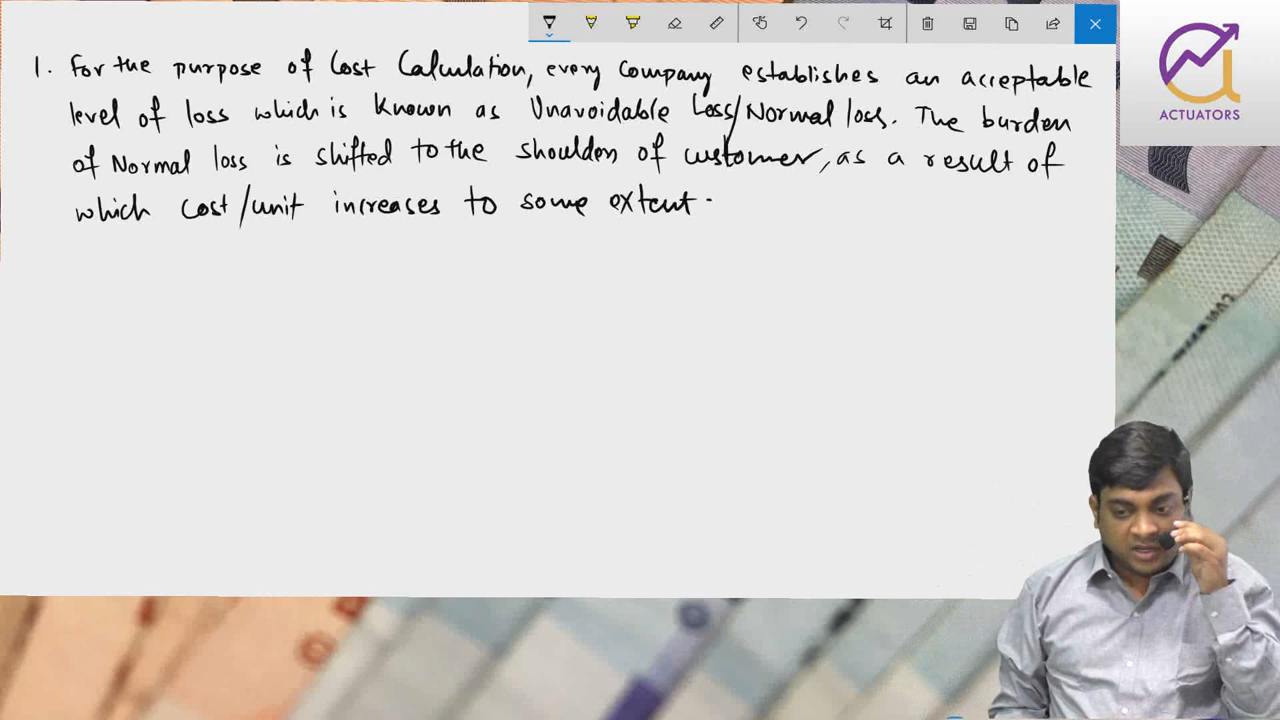 1. For the purpose of Cost Calculation, every Company establishes an acceptable
level of loss which is known as Unavoidable Loss/Normal loss. The burden
of Normal loss is shifted to the shoulder of customer, as a result of
which cost/unit increases to some extent.
ACTUATORS